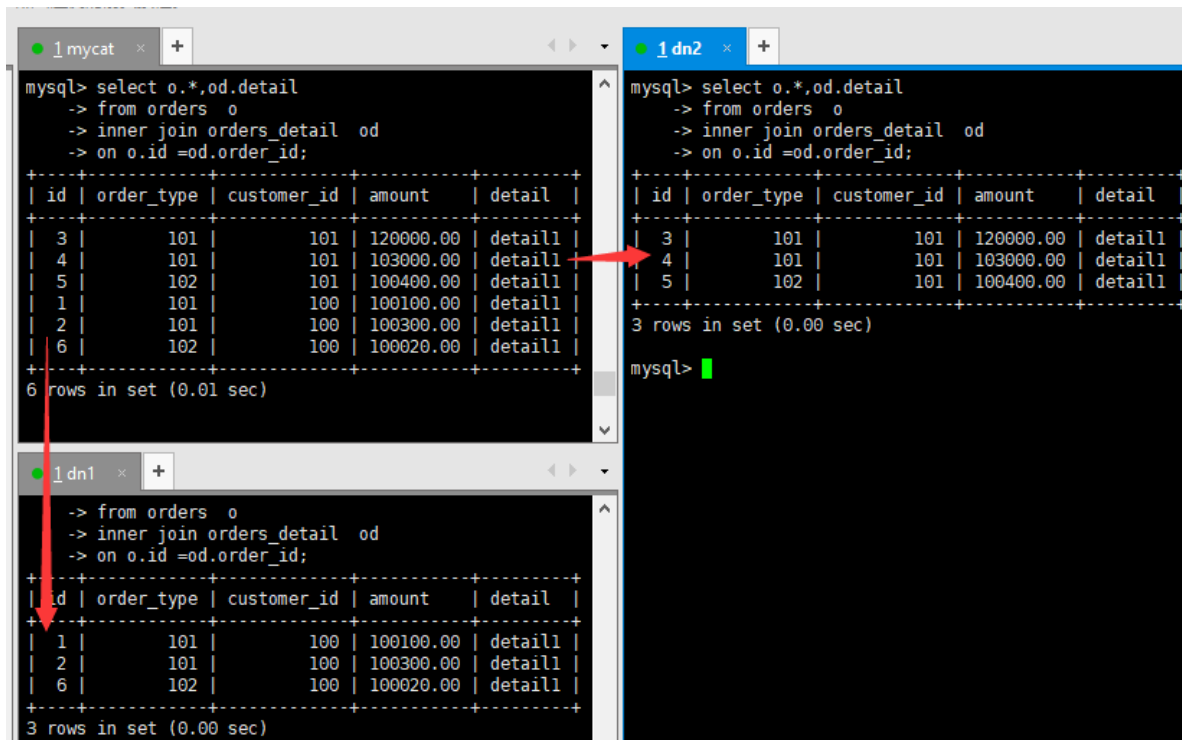 1 mycat × +
mysql> select o.*,od.detail
    -> from orders  o
    -> inner join orders_detail  od
    -> on o.id =od.order_id;
+----+------------+-------------+-----------+---------+
| id | order_type | customer_id | amount    | detail  |
+----+------------+-------------+-----------+---------+
|  3 |        101 |         101 | 120000.00 | detail1 |
|  4 |        101 |         101 | 103000.00 | detail1 |
|  5 |        102 |         101 | 100400.00 | detail1 |
|  1 |        101 |         100 | 100100.00 | detail1 |
|  2 |        101 |         100 | 100300.00 | detail1 |
|  6 |        102 |         100 | 100020.00 | detail1 |
+----+------------+-------------+-----------+---------+
6 rows in set (0.01 sec)
1 dn1 × +
    -> from orders  o
    -> inner join orders_detail  od
    -> on o.id =od.order_id;
+----+------------+-------------+-----------+---------+
| id | order_type | customer_id | amount    | detail  |
+----+------------+-------------+-----------+---------+
|  1 |        101 |         100 | 100100.00 | detail1 |
|  2 |        101 |         100 | 100300.00 | detail1 |
|  6 |        102 |         100 | 100020.00 | detail1 |
+----+------------+-------------+-----------+---------+
3 rows in set (0.00 sec)
1 dn2 × +
mysql> select o.*,od.detail
    -> from orders  o
    -> inner join orders_detail  od
    -> on o.id =od.order_id;
+----+------------+-------------+-----------+---------+
| id | order_type | customer_id | amount    | detail  |
+----+------------+-------------+-----------+---------+
|  3 |        101 |         101 | 120000.00 | detail1 |
|  4 |        101 |         101 | 103000.00 | detail1 |
|  5 |        102 |         101 | 100400.00 | detail1 |
+----+------------+-------------+-----------+---------+
3 rows in set (0.00 sec)
mysql>